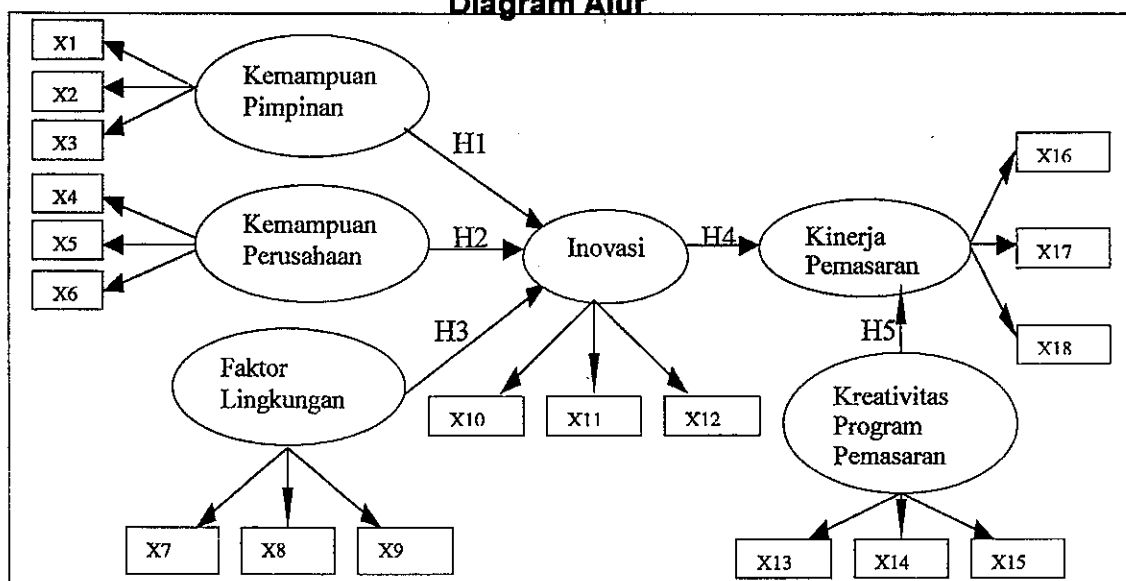 Diagram Alur
X1
X2
X3
X4
X5
X6
Kemampuan
Pimpinan
Kemampuan
Perusahaan
Faktor
Lingkungan
H1
H2
H3
Inovasi
H4
Kinerja
Pemasaran
H5
Kreativitas
Program
Pemasaran
X16
X17
X18
X10
X11
X12
X7
X8
X9
X13
X14
X15